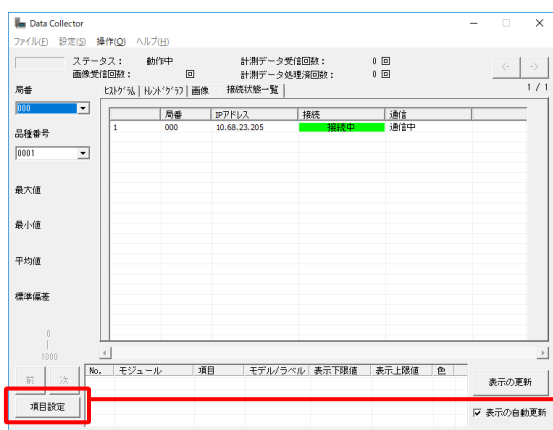 Data Collector
ファイル(F) 設定(S) 操作(O) ヘルプ(H)
ステータス： 動作中 計測データ受信回数： 0 回
画像受信回数： 回 計測データ処理済回数： 0 回
<- ->
局番 ヒストグラム トレンドグラフ 画像 接続状態一覧 1 / 1
000
局番 IPアドレス 接続 通信
1 000 10.68.23.205 接続中 通信中
品種番号
0001
最大値
最小値
平均値
標準偏差
0
|
1000
No. モジュール 項目 モデル/ラベル 表示下限値 表示上限値 色
前 次
表示の更新
項目設定
表示の自動更新